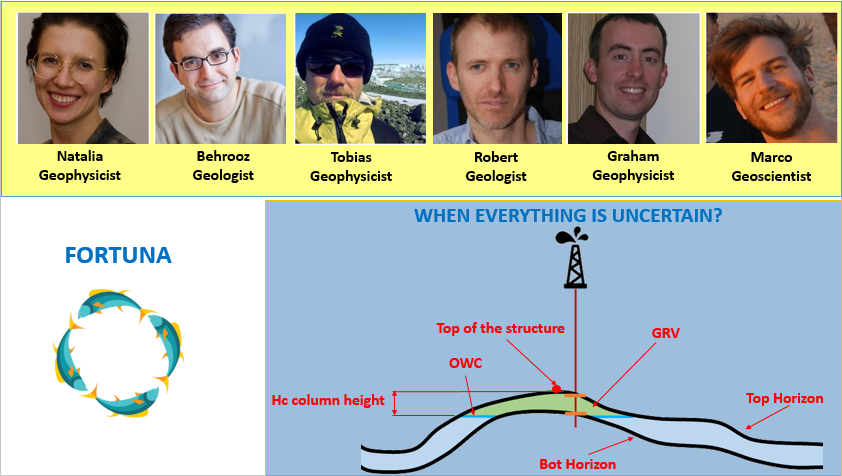 Natalia
Geophysicist
Behrooz
Geologist
Tobias
Geophysicist
Robert
Geologist
Graham
Geophysicist
Marco
Geoscientist
FORTUNA
WHEN EVERYTHING IS UNCERTAIN?
Top of the structure
GRV
OWC
Hc column height
Top Horizon
Bot Horizon